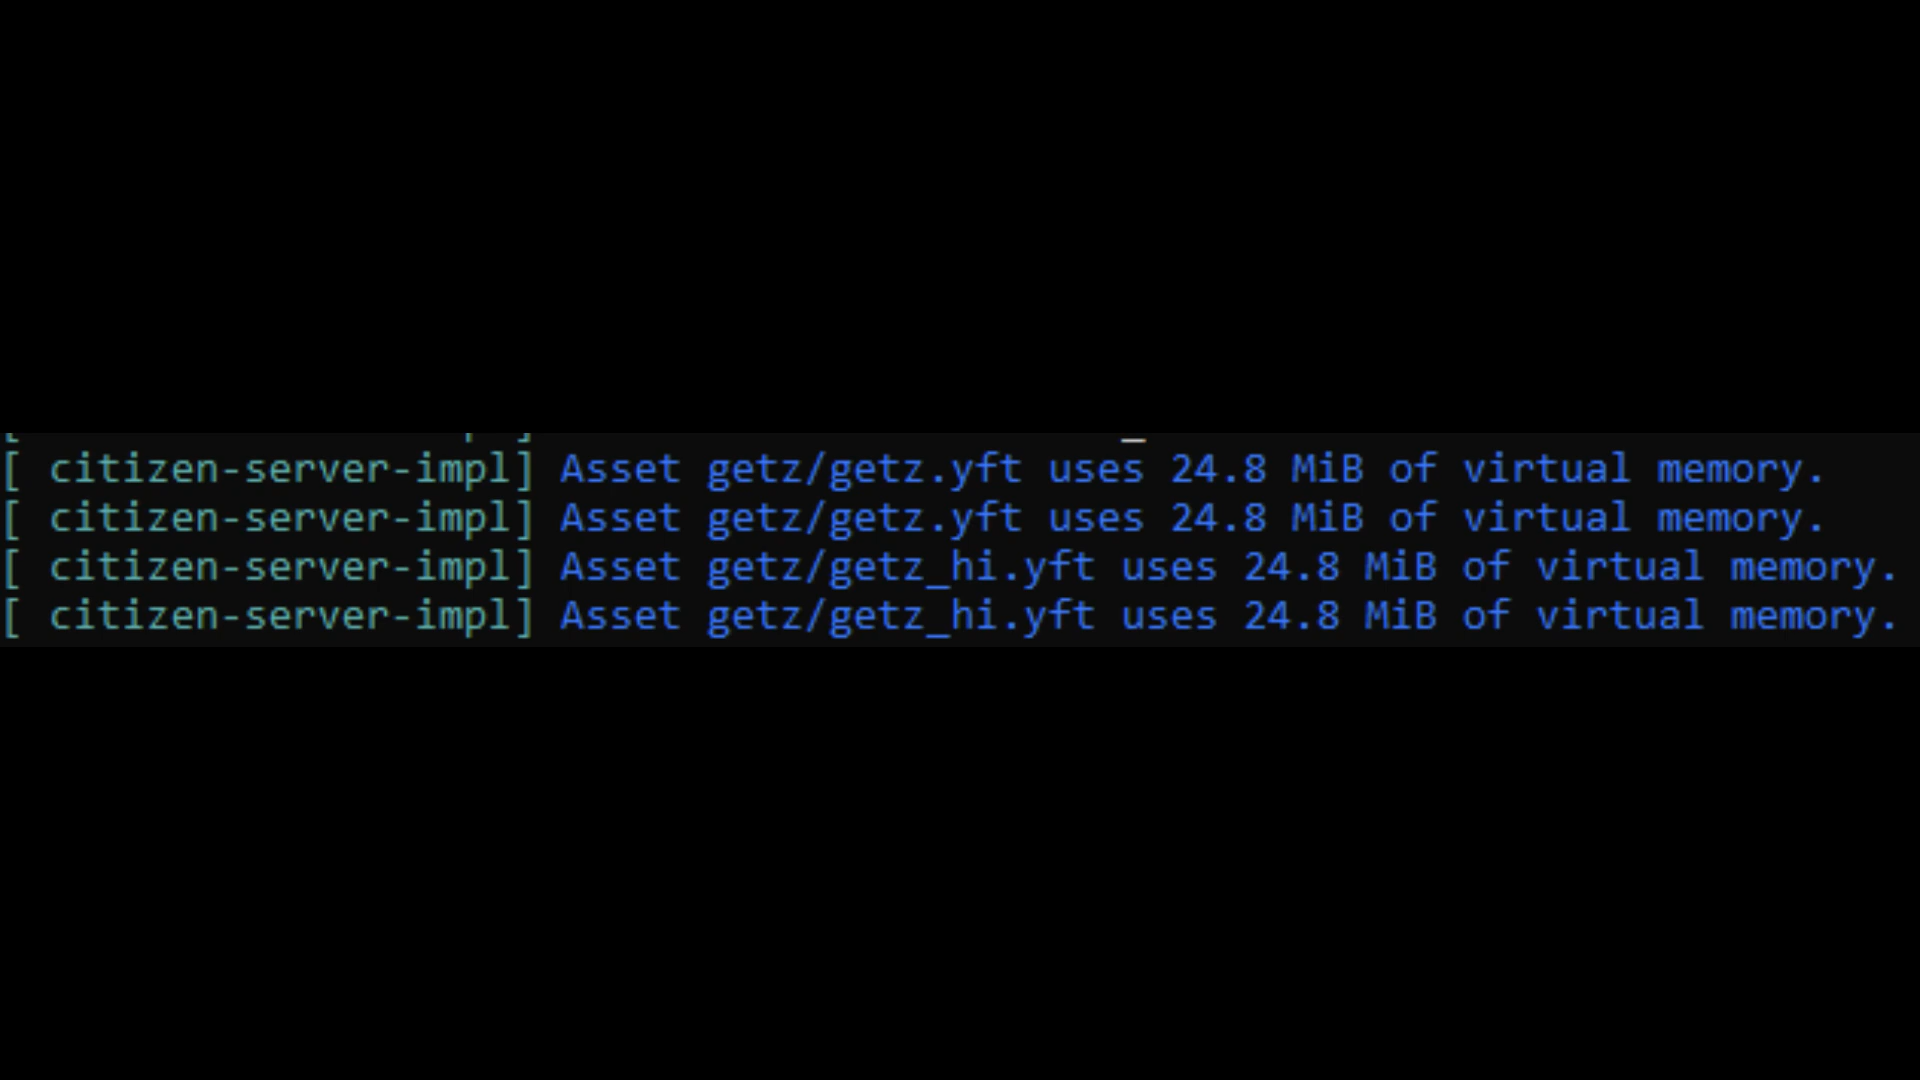 [ citizen-server-impl] Asset getz/getz.yft uses 24.8 MiB of virtual memory.
[ citizen-server-impl] Asset getz/getz.yft uses 24.8 MiB of virtual memory.
[ citizen-server-impl] Asset getz/getz_hi.yft uses 24.8 MiB of virtual memory.
[ citizen-server-impl] Asset getz/getz_hi.yft uses 24.8 MiB of virtual memory.